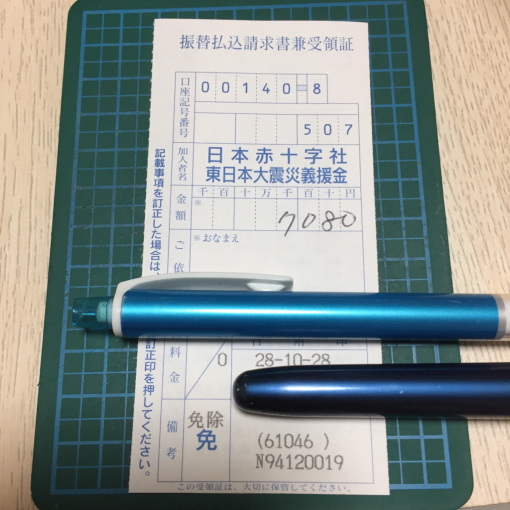 振替払込請求書兼受領証
口座記号番号
00140=8
507
加入者名
日本赤十字社
東日本大震災義援金
金額
千百十万千百十円
※
7080
※おなまえ
ご依
料金
0
28-10-28
備考
免除
免
(61046 )
N94120019
記載事項を訂正した場合は、
訂正印を押してください。
この受領証は、大切に保管してください。